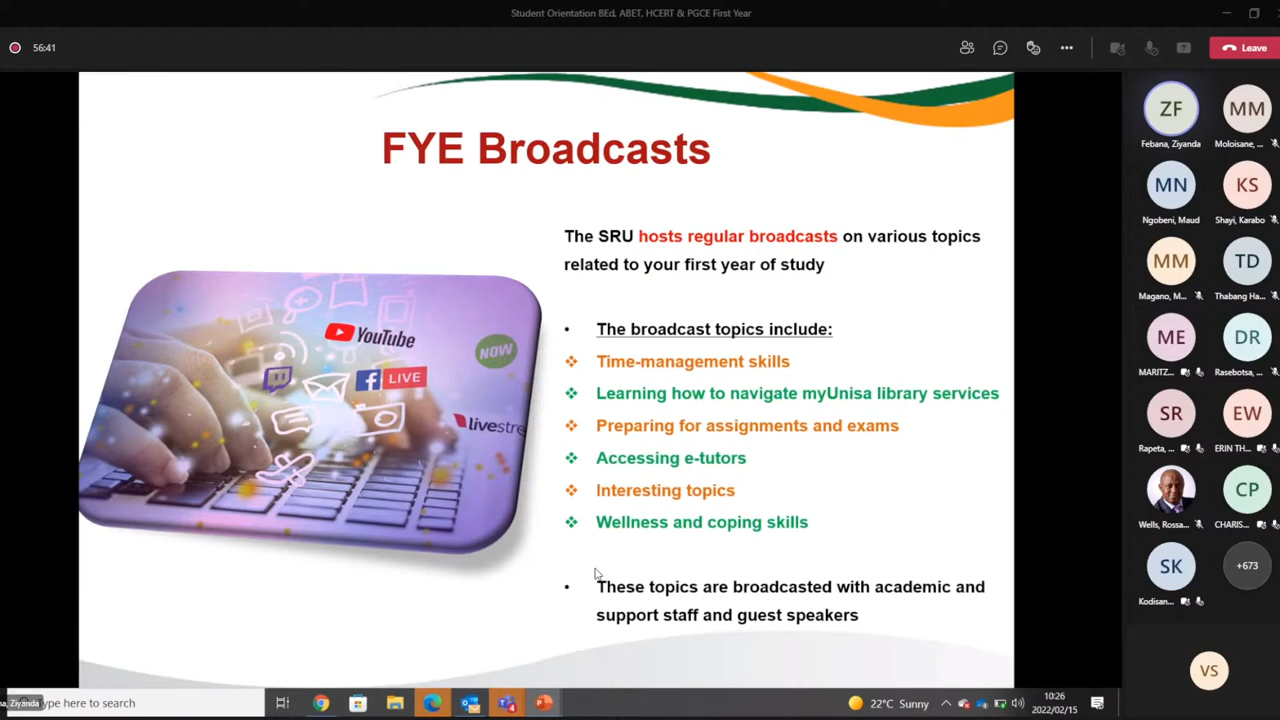 Student Orientation BEd, ABET, HCERT & PGCE First Year
56:41
Leave
FYE Broadcasts
The SRU hosts regular broadcasts on various topics
related to your first year of study
• The broadcast topics include:
❖ Time-management skills
❖ Learning how to navigate myUnisa library services
❖ Preparing for assignments and exams
❖ Accessing e-tutors
❖ Interesting topics
❖ Wellness and coping skills
• These topics are broadcasted with academic and
support staff and guest speakers
YouTube
NOW
f LIVE
livestre
ZF MM
Febana, Ziyanda Moloisane, ...
MN KS
Ngobeni, Maud Shayi, Karabo
MM TD
Magano, M... Thabang Ha...
ME DR
MARITZ... Rasebotsa, ...
SR EW
Rapeta, ... ERIN TH...
CP
Wells, Rossa... CHARIS...
SK +673
Kodisan...
VS
na, Ziyanda
Type here to search
4
22°C Sunny
10:26
2022/02/15